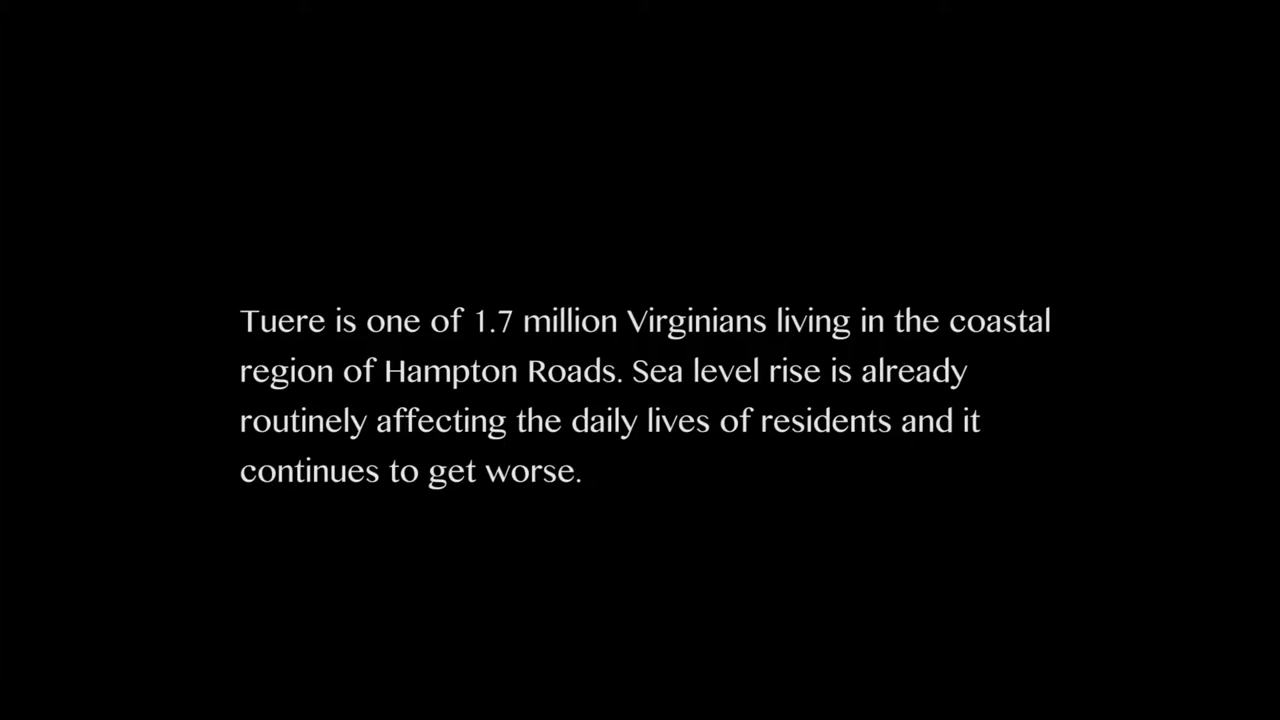 Tuere is one of 1.7 million Virginians living in the coastal
region of Hampton Roads. Sea level rise is already
routinely affecting the daily lives of residents and it
continues to get worse.